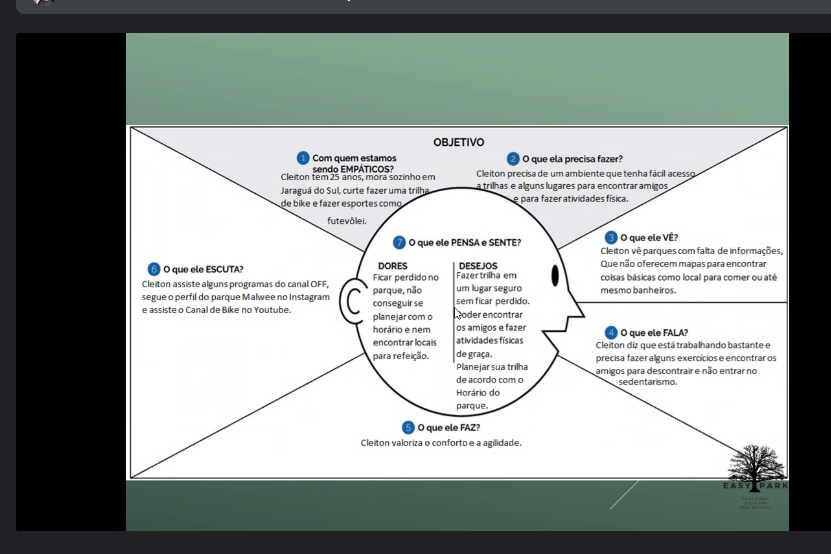 OBJETIVO
1 Com quem estamos
sendo EMPÁTICOS?
Cleiton tem 25 anos, mora sozinho em
Jaraguá do Sul, curte fazer uma trilha
de bike e fazer esportes como
futevôlei.
2 O que ela precisa fazer?
Cleiton precisa de um ambiente que tenha fácil acesso
a trilhas e alguns lugares para encontrar amigos
e para fazer atividades física.
3 O que ele VÊ?
Cleiton vê parques com falta de informações,
Que não oferecem mapas para encontrar
coisas básicas como local para comer ou até
mesmo banheiros.
4 O que ele FALA?
Cleiton diz que está trabalhando bastante e
precisa fazer alguns exercícios e encontrar os
amigos para descontrair e não entrar no
sedentarismo.
5 O que ele FAZ?
Cleiton valoriza o conforto e a agilidade.
6 O que ele ESCUTA?
Cleiton assiste alguns programas do canal OFF,
segue o perfil do parque Malwee no Instagram
e assiste o Canal de Bike no Youtube.
7 O que ele PENSA e SENTE?
DORES
Ficar perdido no
parque, não
conseguir se
planejar com o
horário e nem
encontrar locais
para refeição.
DESEJOS
Fazer trilha em
um lugar seguro
sem ficar perdido.
Poder encontrar
os amigos e fazer
atividades físicas
de graça.
Planejar sua trilha
de acordo com o
Horário do
parque.
EASY PARK